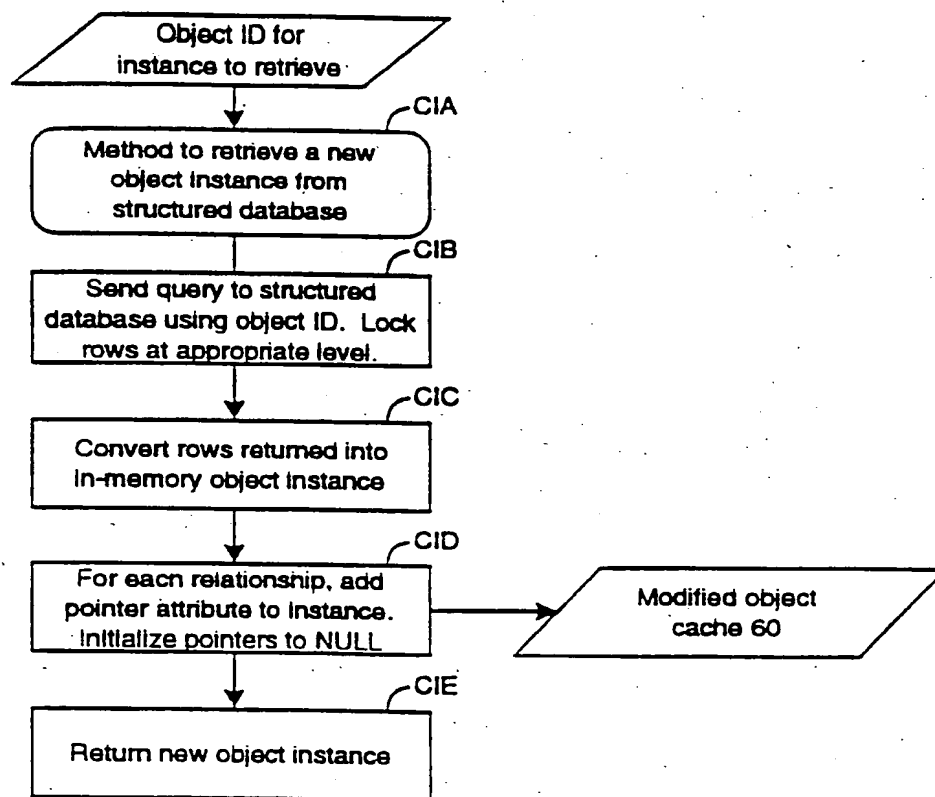 Object ID for
instance to retrieve
CIA
Method to retrieve a new
object instance from
structured database
CIB
Send query to structured
database using object ID. Lock
rows at appropriate level.
CIC
Convert rows returned into
in-memory object instance
CID
For each relationship, add
pointer attribute to instance.
Initialize pointers to NULL
Modified object
cache 60
CIE
Return new object instance